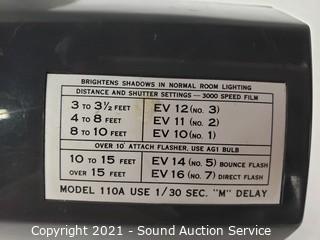 BRIGHTENS SHADOWS IN NORMAL ROOM LIGHTING
DISTANCE AND SHUTTER SETTINGS — 3000 SPEED FILM
3 TO 3½ FEET EV 12 (NO. 3)
4 TO 8 FEET EV 11 (NO. 2)
8 TO 10 FEET EV 10 (NO. 1)
OVER 10' ATTACH FLASHER, USE AG1 BULB
10 TO 15 FEET EV 14 (NO. 5) BOUNCE FLASH
OVER 15 FEET EV 16 (NO. 7) DIRECT FLASH
MODEL 110A USE 1/30 SEC. "M" DELAY
Copyright 2021 - Sound Auction Service